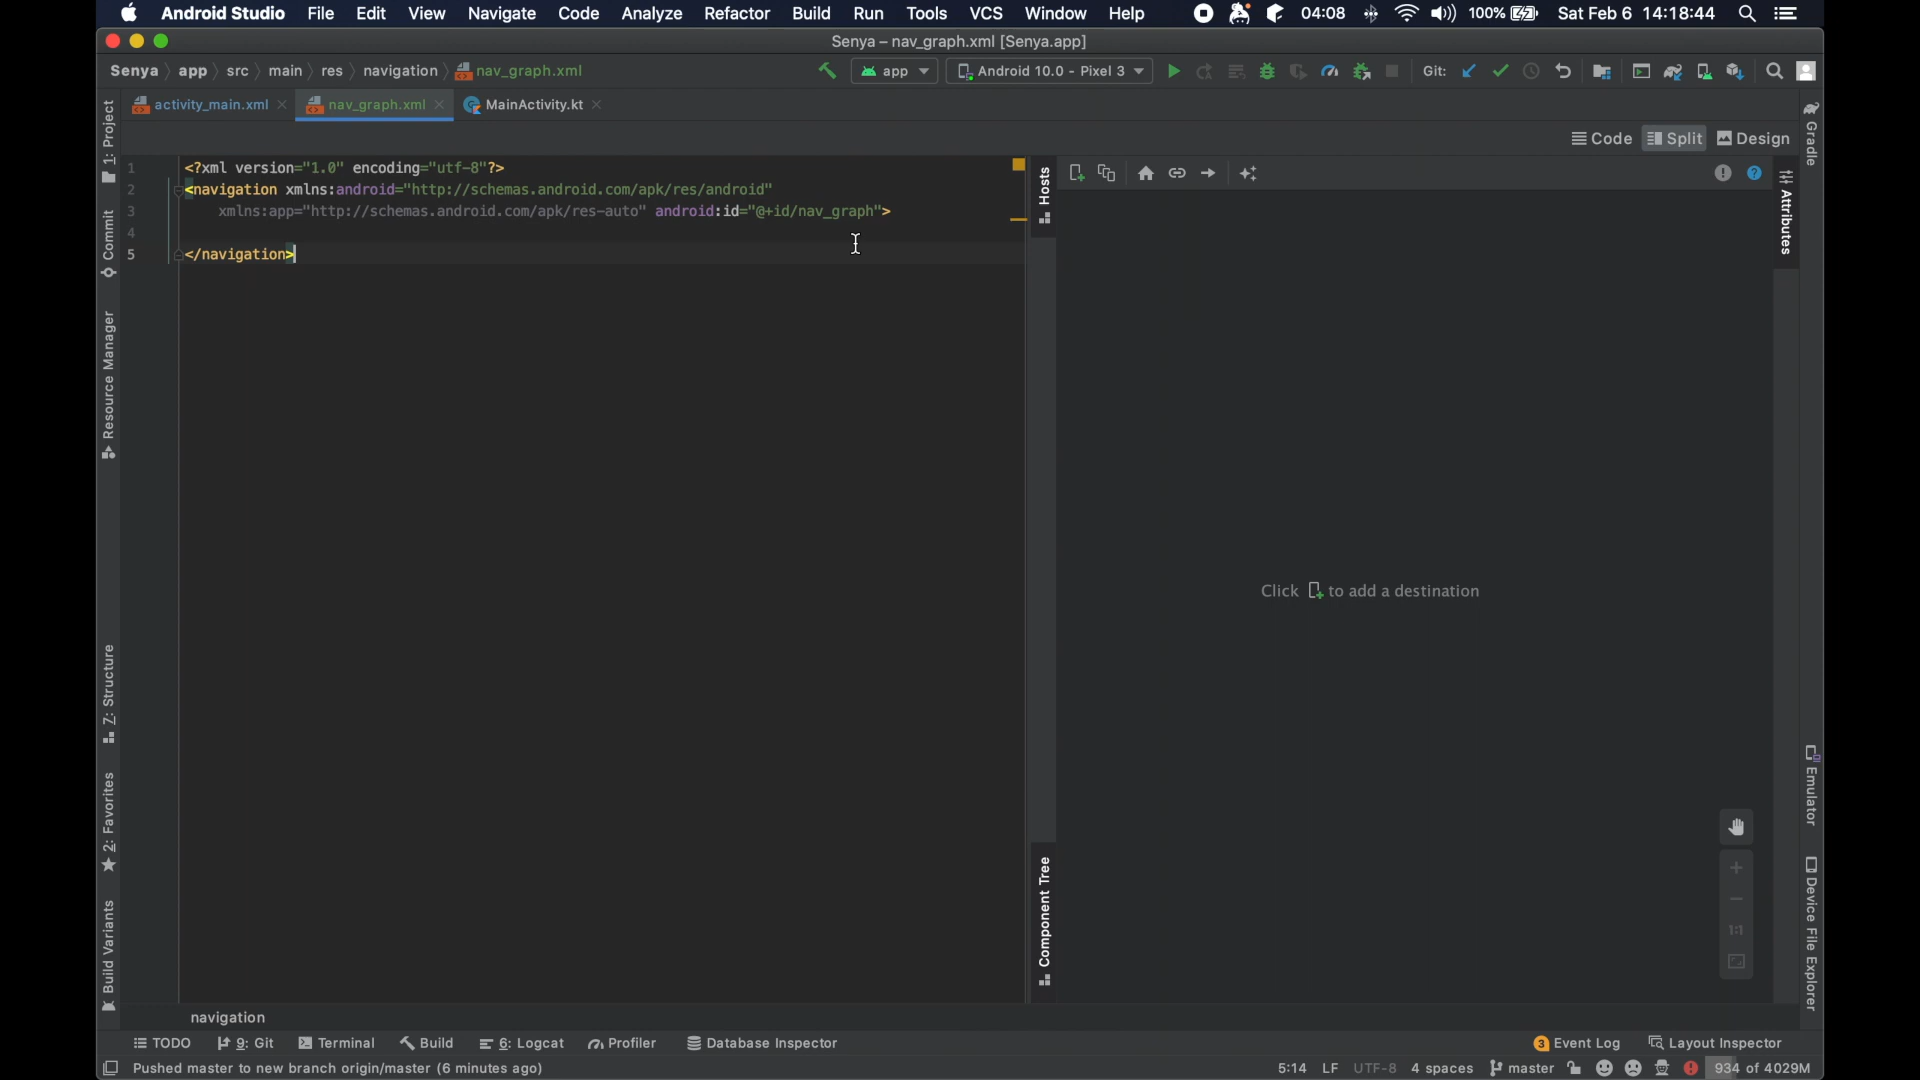 Android Studio File Edit View Navigate Code Analyze Refactor Build Run Tools VCS Window Help 04:08 100% Sat Feb 6 14:18:44
Senya – nav_graph.xml [Senya.app]
Senya app src main res navigation nav_graph.xml app Android 10.0 - Pixel 3 Git:
activity_main.xml nav_graph.xml MainActivity.kt
Code Split Design
1 <?xml version="1.0" encoding="utf-8"?>
2 <navigation xmlns:android="http://schemas.android.com/apk/res/android"
3 xmlns:app="http://schemas.android.com/apk/res-auto" android:id="@+id/nav_graph">
4
5 </navigation>
1: Project
Commit
Resource Manager
Z: Structure
2: Favorites
Build Variants
Hosts
Component Tree
Click to add a destination
1:1
Attributes
Gradle
Emulator
Device File Explorer
navigation
TODO 9: Git Terminal Build 6: Logcat Profiler Database Inspector 3 Event Log Layout Inspector
Pushed master to new branch origin/master (6 minutes ago) 5:14 LF UTF-8 4 spaces master 934 of 4029M